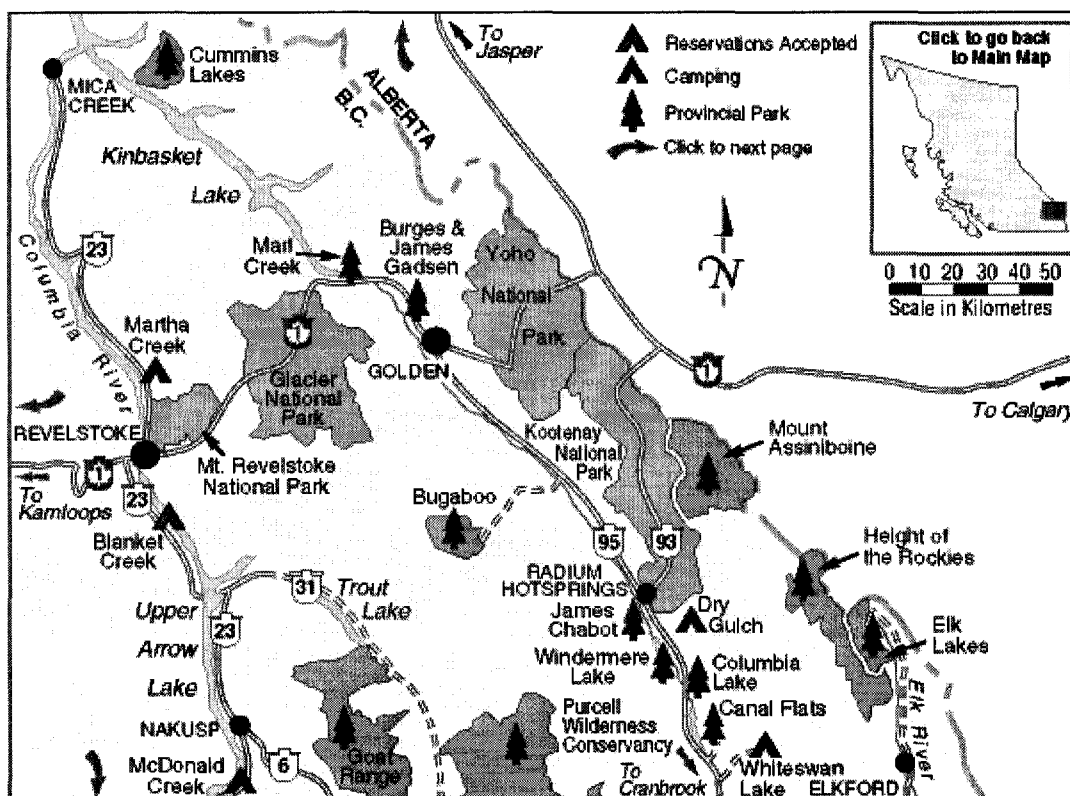 To
Jasper
Reservations Accepted
Camping
Provincial Park
Click to next page
Click to go back
to Main Map
0 10 20 30 40 50
Scale in Kilometres
Cummins
Lakes
MICA
CREEK
ALBERTA
B.C.
Kinbasket
Lake
N
23
Columbia River
Marl
Creek
Burges &
James
Gadsen
Yoho
National
Park
1
Martha
Creek
GOLDEN
Glacier
National
Park
1
To Calgary
REVELSTOKE
Mt. Revelstoke
National Park
Kootenay
National
Park
Mount
Assiniboine
1
To
Kamloops
23
Bugaboo
Blanket
Creek
95
93
Height of
the Rockies
RADIUM
HOTSPRINGS
31
Trout
Lake
Upper
Arrow
Lake
23
James
Chabot
Dry
Gulch
Elk
Lakes
Windermere
Lake
Columbia
Lake
Elk River
NAKUSP
Purcell
Wilderness
Conservancy
Canal Flats
6
Goat
Range
McDonald
Creek
To
Cranbrook
Whiteswan
Lake
ELKFORD